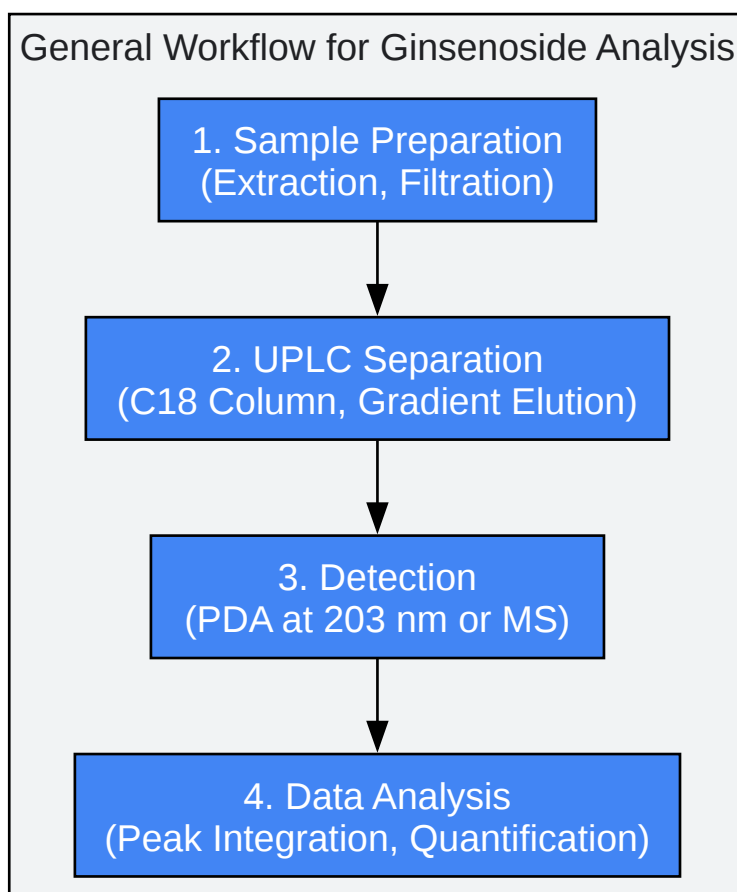 General Workflow for Ginsenoside Analysis
1. Sample Preparation
(Extraction, Filtration)
2. UPLC Separation
(C18 Column, Gradient Elution)
3. Detection
(PDA at 203 nm or MS)
4. Data Analysis
(Peak Integration, Quantification)